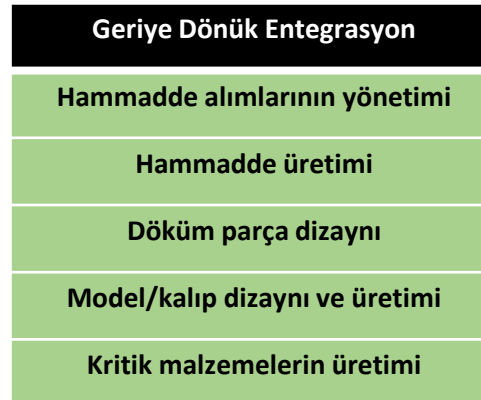 Geriye Dönük Entegrasyon
Hammadde alımlarının yönetimi
Hammadde üretimi
Döküm parça dizaynı
Model/kalıp dizaynı ve üretimi
Kritik malzemelerin üretimi